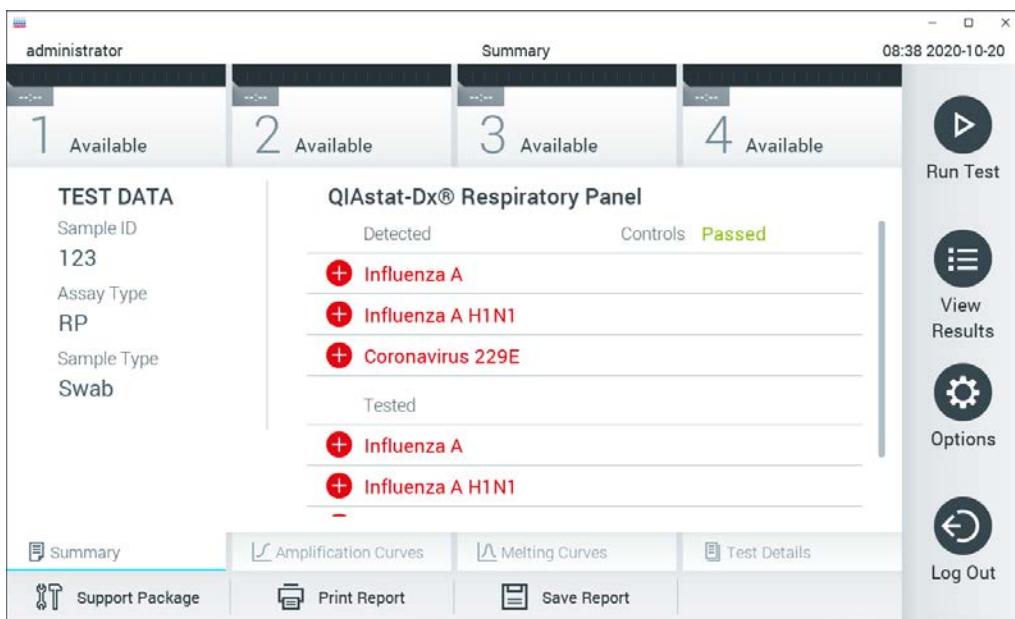 administrator Summary 08:38 2020-10-20
--:-- --:-- --:-- --:--
1 Available 2 Available 3 Available 4 Available
Run Test
TEST DATA
Sample ID
123
Assay Type
RP
Sample Type
Swab
QIAstat-Dx® Respiratory Panel
Detected Controls Passed
Influenza A
Influenza A H1N1
Coronavirus 229E
Tested
Influenza A
Influenza A H1N1
View
Results
Options
Log Out
Summary Amplification Curves Melting Curves Test Details
Support Package Print Report Save Report